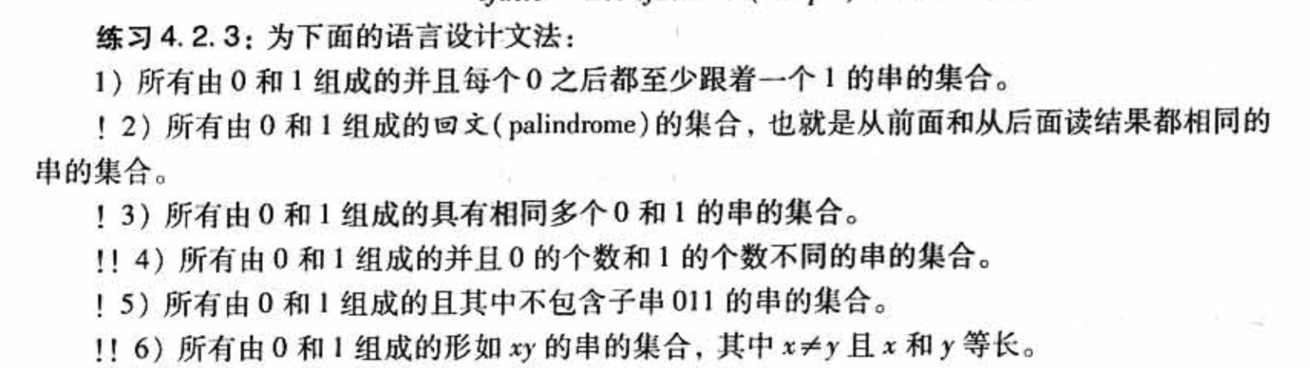 练习4.2.3：为下面的语言设计文法：
1）所有由0和1组成的并且每个0之后都至少跟着一个1的串的集合。
！2）所有由0和1组成的回文(palindrome)的集合，也就是从前面和从后面读结果都相同的
串的集合。
！3）所有由0和1组成的具有相同多个0和1的串的集合。
!! 4）所有由0和1组成的并且0的个数和1的个数不同的串的集合。
！5）所有由0和1组成的且其中不包含子串011的串的集合。
!! 6）所有由0和1组成的形如xy的串的集合，其中x≠y且x和y等长。